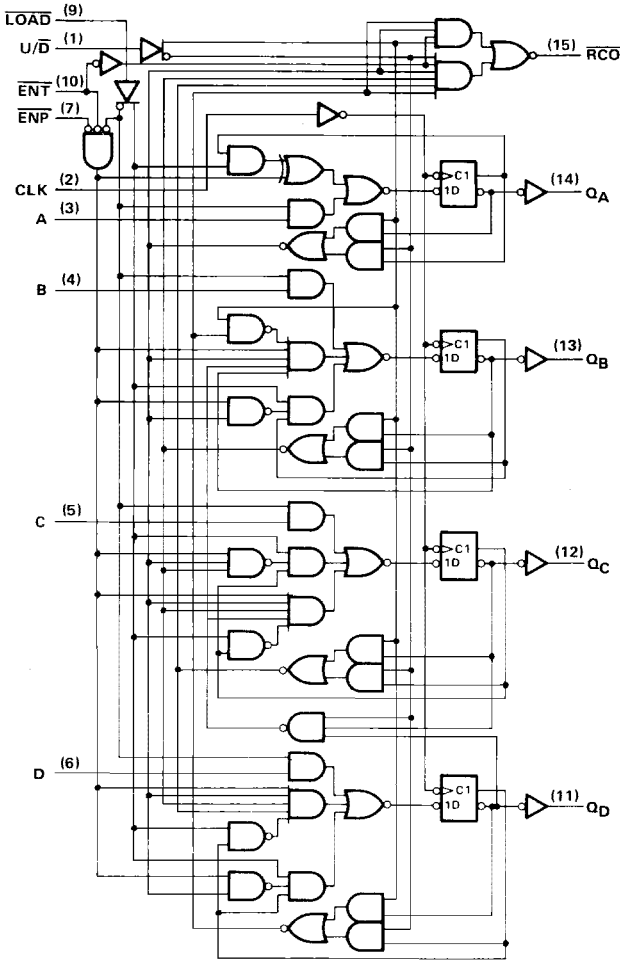 LOAD (9)
U/D (1)
ENT (10)
ENP (7)
CLK (2)
A (3)
B (4)
C (5)
D (6)
(15) RCO
C1
1D
(14) QA
C1
1D
(13) QB
C1
1D
(12) QC
C1
1D
(11) QD